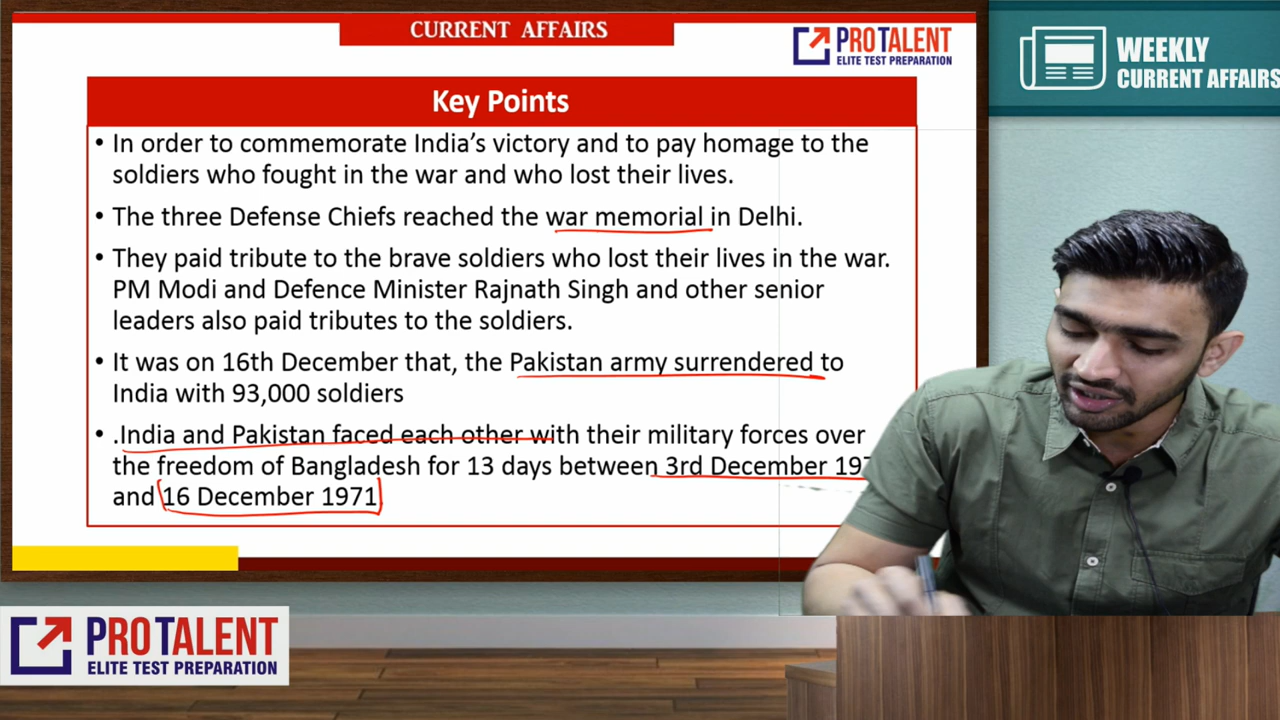 CURRENT AFFAIRS
PROTALENT
ELITE TEST PREPARATION
WEEKLY
CURRENT AFFAIRS
Key Points
• In order to commemorate India's victory and to pay homage to the
soldiers who fought in the war and who lost their lives.
• The three Defense Chiefs reached the war memorial in Delhi.
• They paid tribute to the brave soldiers who lost their lives in the war.
PM Modi and Defence Minister Rajnath Singh and other senior
leaders also paid tributes to the soldiers.
• It was on 16th December that, the Pakistan army surrendered to
India with 93,000 soldiers
• .India and Pakistan faced each other with their military forces over
the freedom of Bangladesh for 13 days between 3rd December
and 16 December 1971
PROTALENT
ELITE TEST PREPARATION